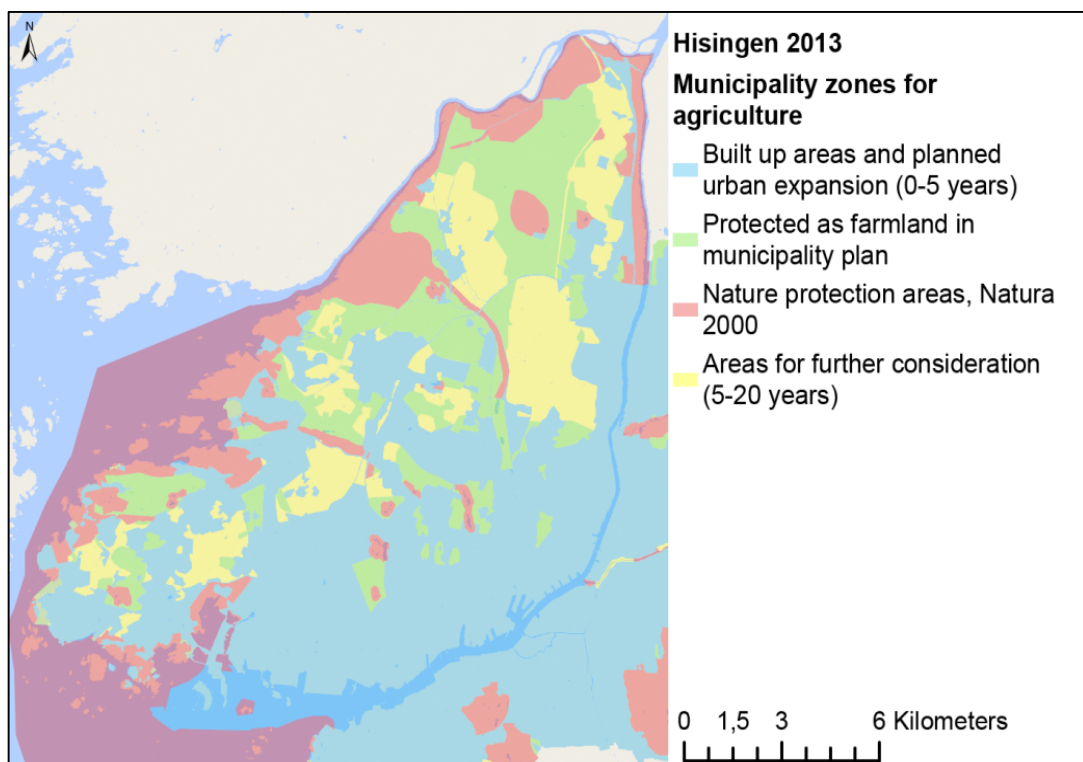 N
Hisingen 2013
Municipality zones for
agriculture
Built up areas and planned
urban expansion (0-5 years)
Protected as farmland in
municipality plan
Nature protection areas, Natura
2000
Areas for further consideration
(5-20 years)
0 1,5 3 6 Kilometers